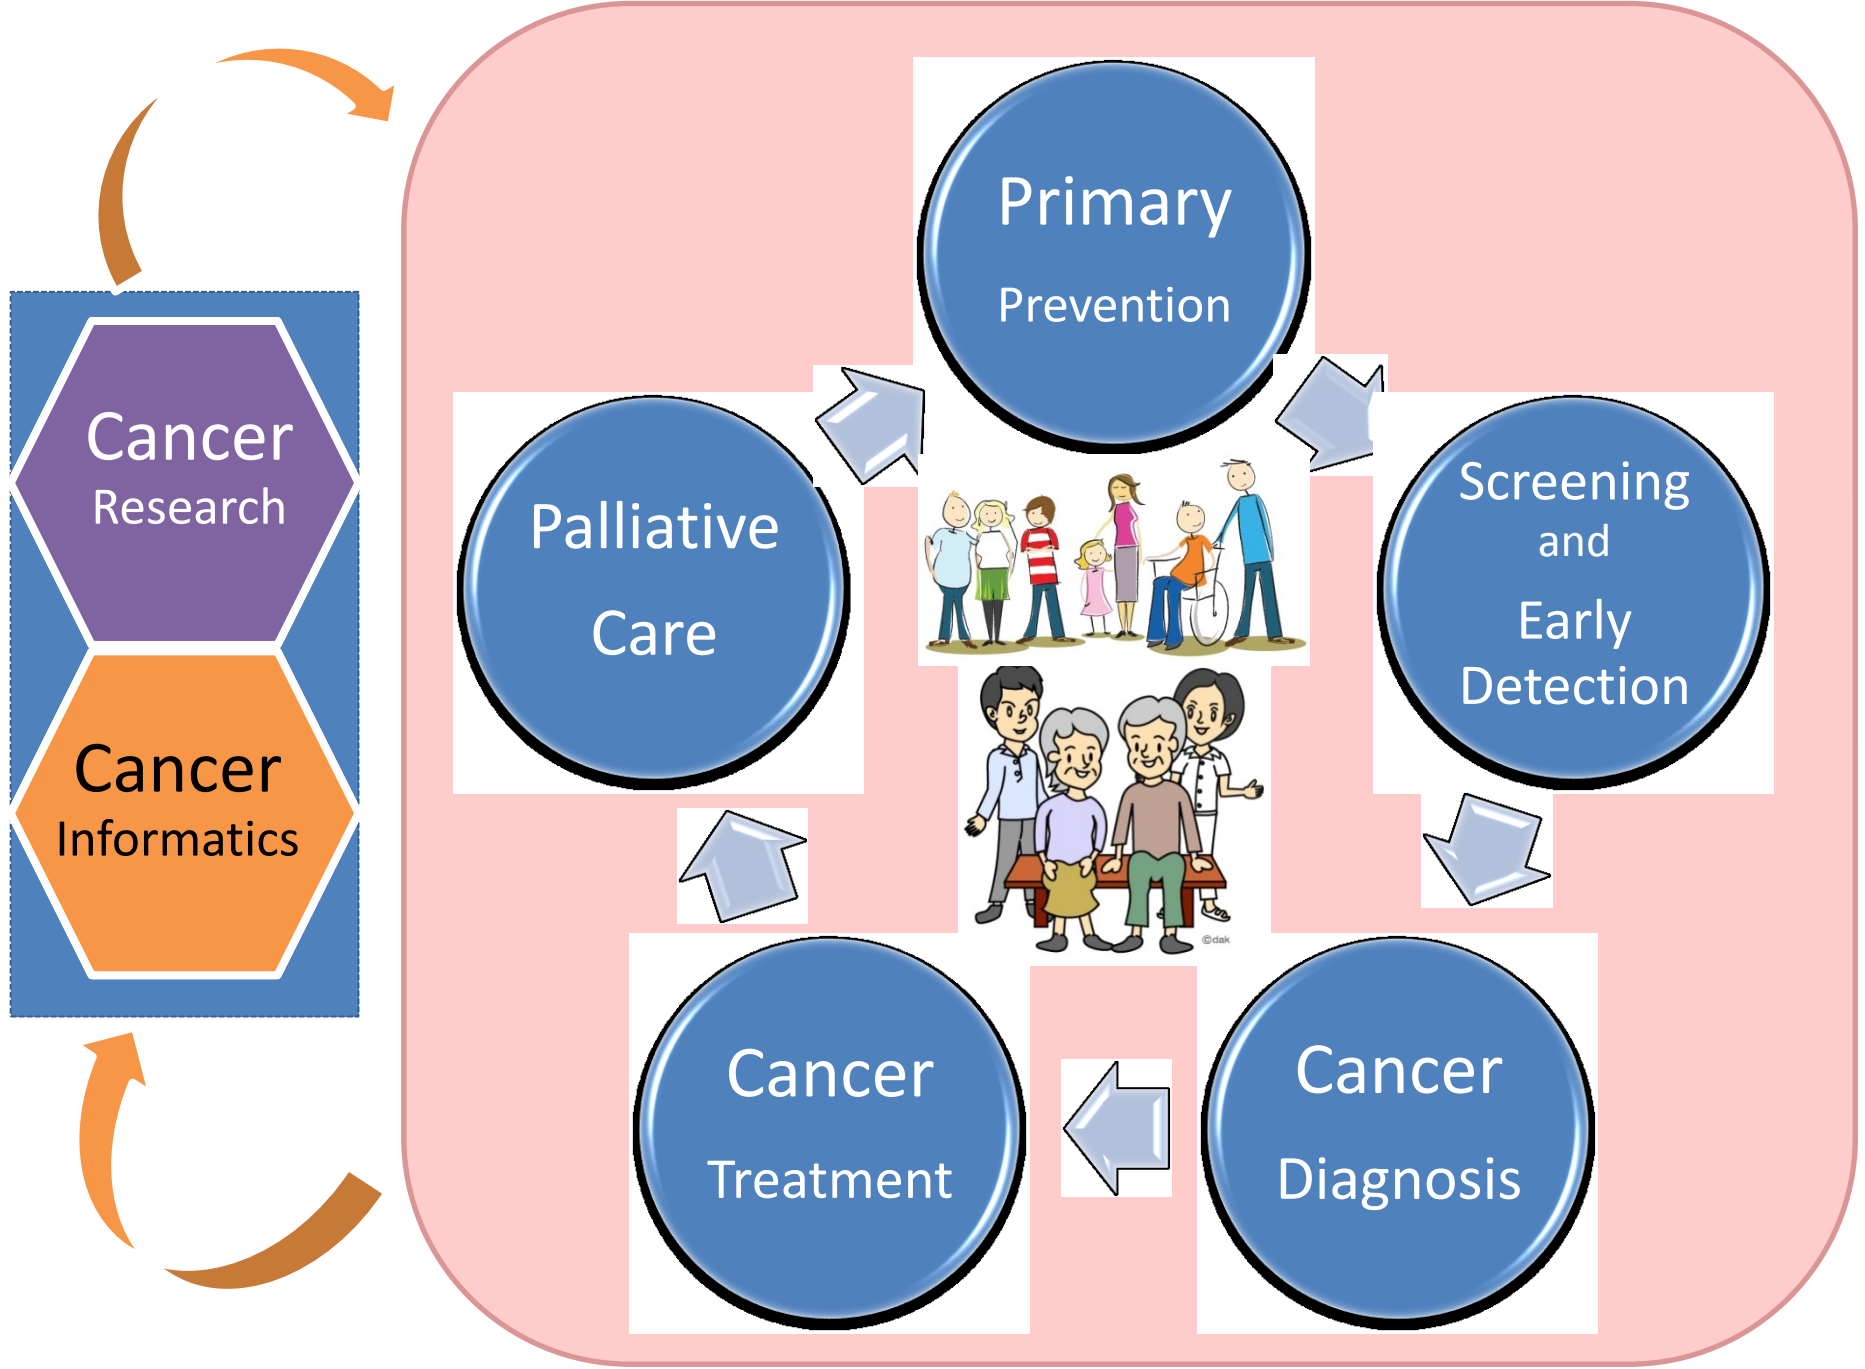 Cancer
Research
Cancer
Informatics
Primary
Prevention
Screening
and
Early
Detection
Cancer
Diagnosis
Cancer
Treatment
Palliative
Care
©dak